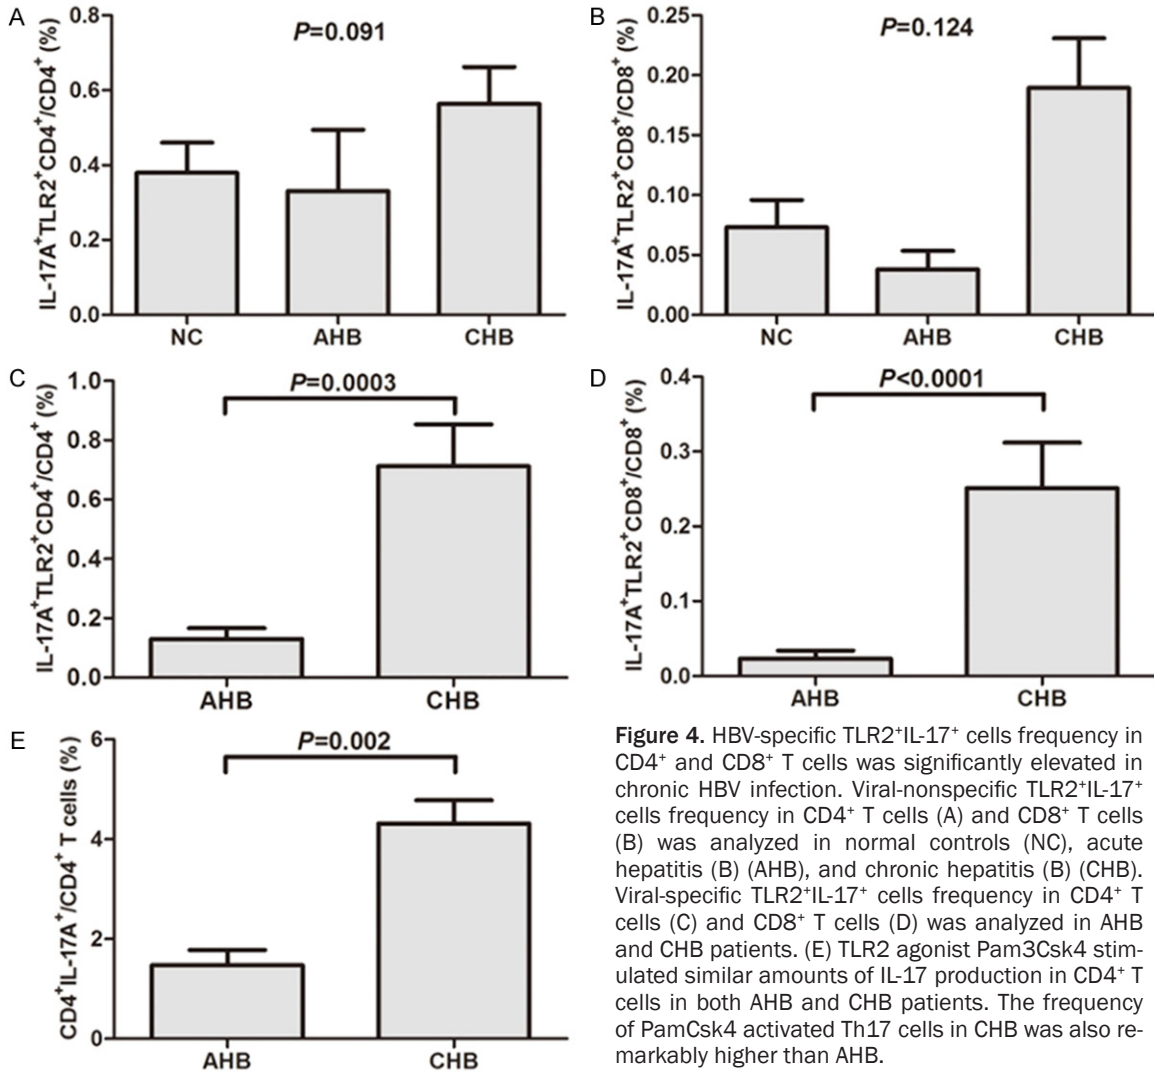 A
IL-17A⁺TLR2⁺CD4⁺/CD4⁺ (%)
P=0.091
0.8
0.6
0.4
0.2
0.0
NC AHB CHB
B
IL-17A⁺TLR2⁺CD8⁺/CD8⁺ (%)
P=0.124
0.25
0.20
0.15
0.10
0.05
0.00
NC AHB CHB
C
IL-17A⁺TLR2⁺CD4⁺/CD4⁺ (%)
P=0.0003
1.0
0.8
0.6
0.4
0.2
0.0
AHB CHB
D
IL-17A⁺TLR2⁺CD8⁺/CD8⁺ (%)
P<0.0001
0.4
0.3
0.2
0.1
0.0
AHB CHB
E
CD4⁺IL-17A⁺/CD4⁺ T cells (%)
P=0.002
6
4
2
0
AHB CHB
Figure 4. HBV-specific TLR2⁺IL-17⁺ cells frequency in
CD4⁺ and CD8⁺ T cells was significantly elevated in
chronic HBV infection. Viral-nonspecific TLR2⁺IL-17⁺
cells frequency in CD4⁺ T cells (A) and CD8⁺ T cells
(B) was analyzed in normal controls (NC), acute
hepatitis (B) (AHB), and chronic hepatitis (B) (CHB).
Viral-specific TLR2⁺IL-17⁺ cells frequency in CD4⁺ T
cells (C) and CD8⁺ T cells (D) was analyzed in AHB
and CHB patients. (E) TLR2 agonist Pam3Csk4 stim-
ulated similar amounts of IL-17 production in CD4⁺ T
cells in both AHB and CHB patients. The frequency
of PamCsk4 activated Th17 cells in CHB was also re-
markably higher than AHB.